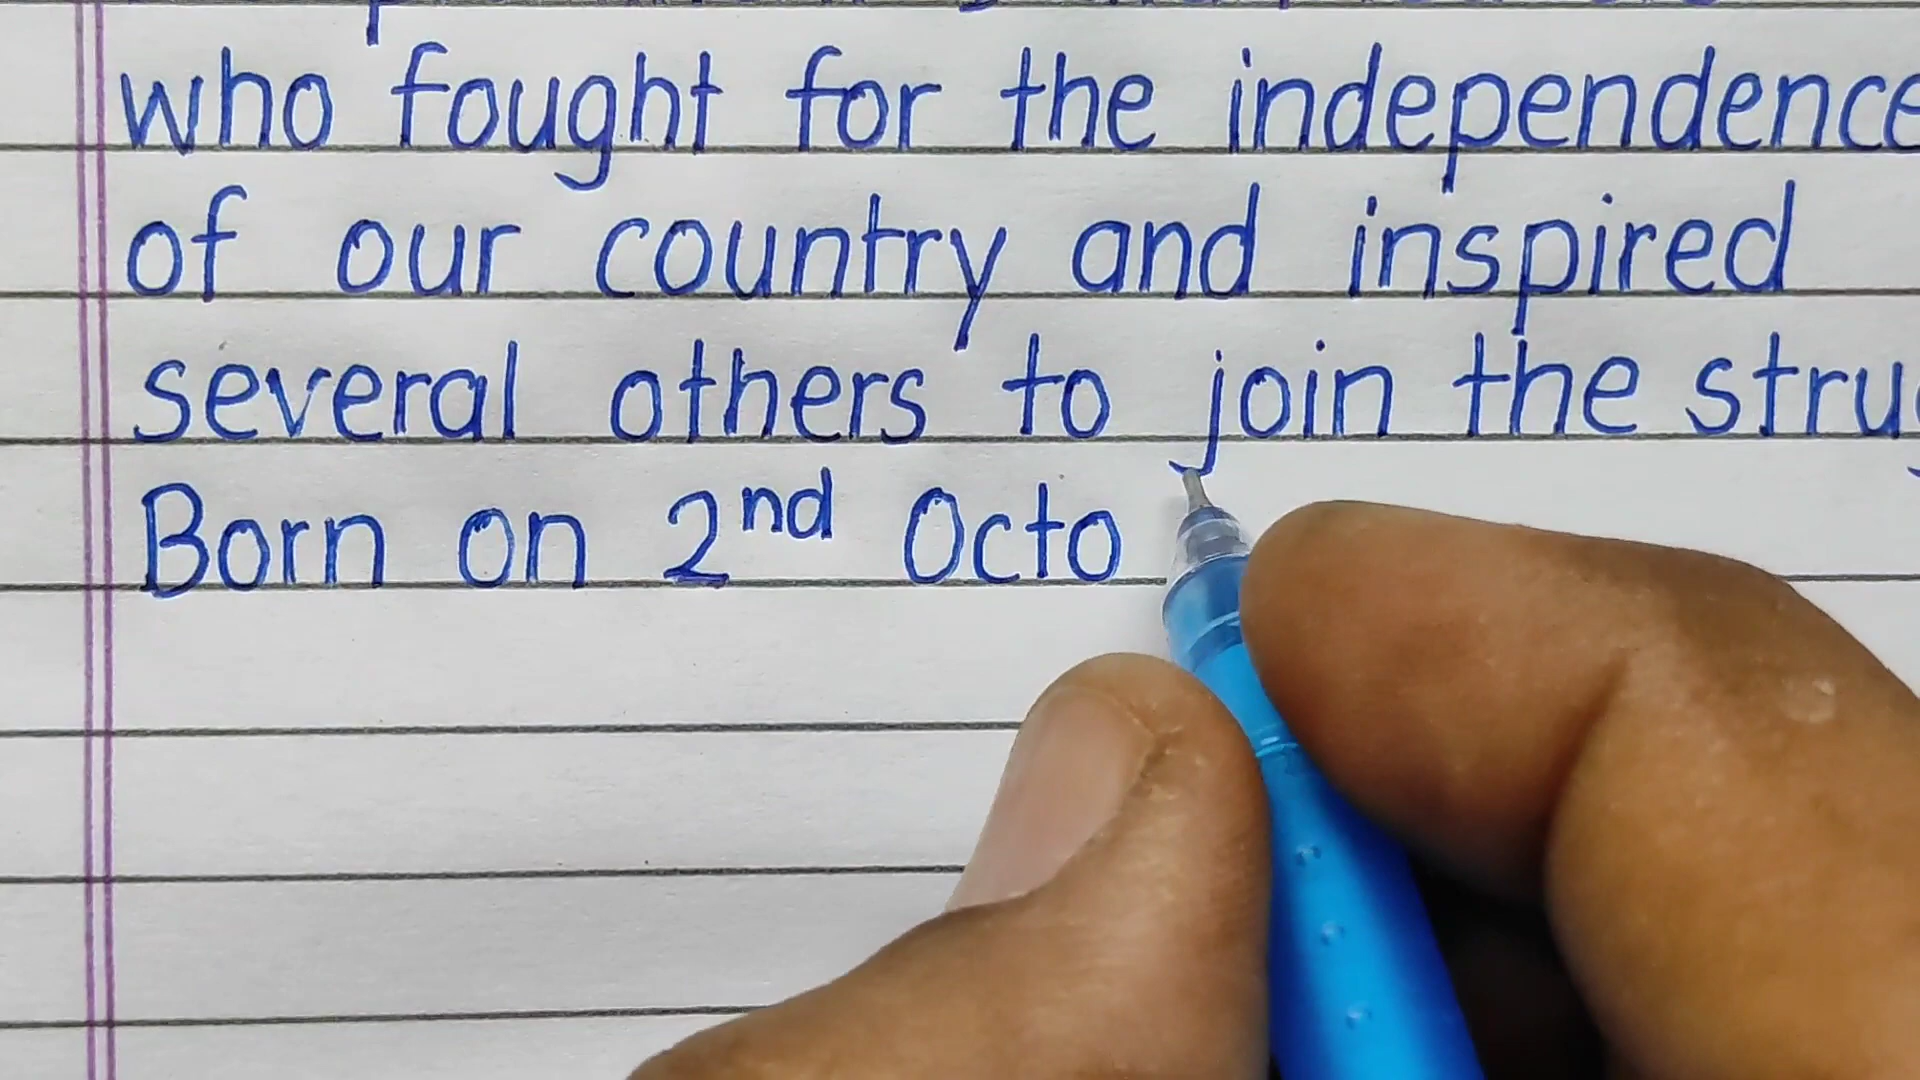 who fought for the independence
of our country and inspired
several others to join the stru
Born on 2nd Octo